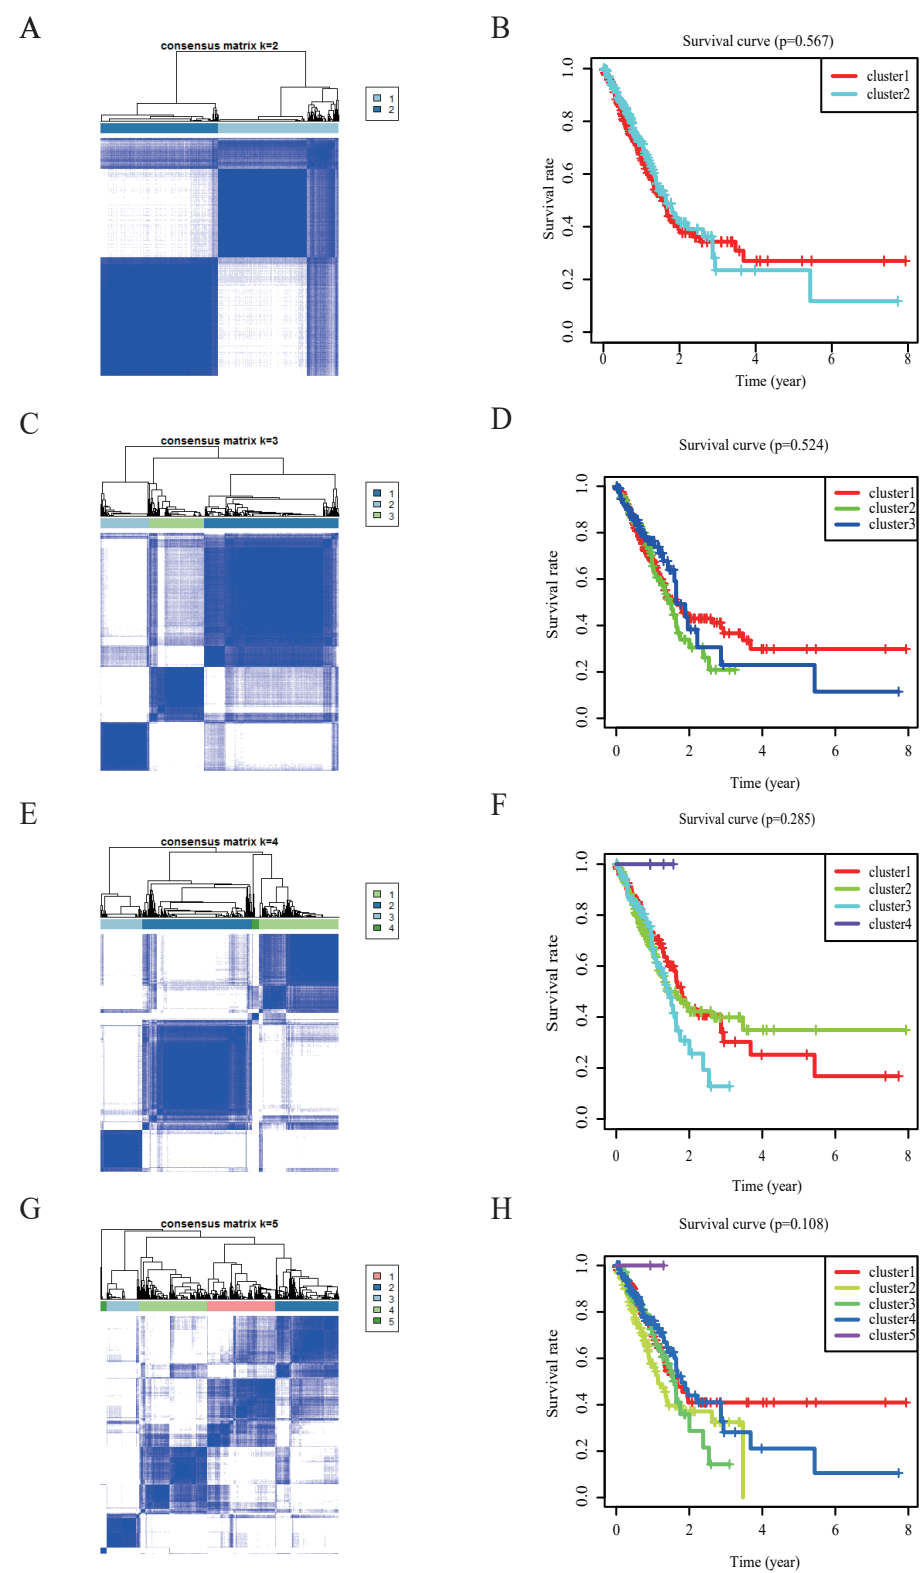 A
consensus matrix k=2
1
2
B
Survival curve (p=0.567)
cluster1
cluster2
Survival rate
0.0
0.2
0.4
0.6
0.8
1.0
0
2
4
6
8
Time (year)
C
consensus matrix k=3
1
2
3
D
Survival curve (p=0.524)
cluster1
cluster2
cluster3
Survival rate
0.0
0.2
0.4
0.6
0.8
1.0
0
2
4
6
8
Time (year)
E
consensus matrix k=4
1
2
3
4
F
Survival curve (p=0.285)
cluster1
cluster2
cluster3
cluster4
Survival rate
0.0
0.2
0.4
0.6
0.8
1.0
0
2
4
6
8
Time (year)
G
consensus matrix k=5
1
2
3
4
5
H
Survival curve (p=0.108)
cluster1
cluster2
cluster3
cluster4
cluster5
Survival rate
0.0
0.2
0.4
0.6
0.8
1.0
0
2
4
6
8
Time (year)